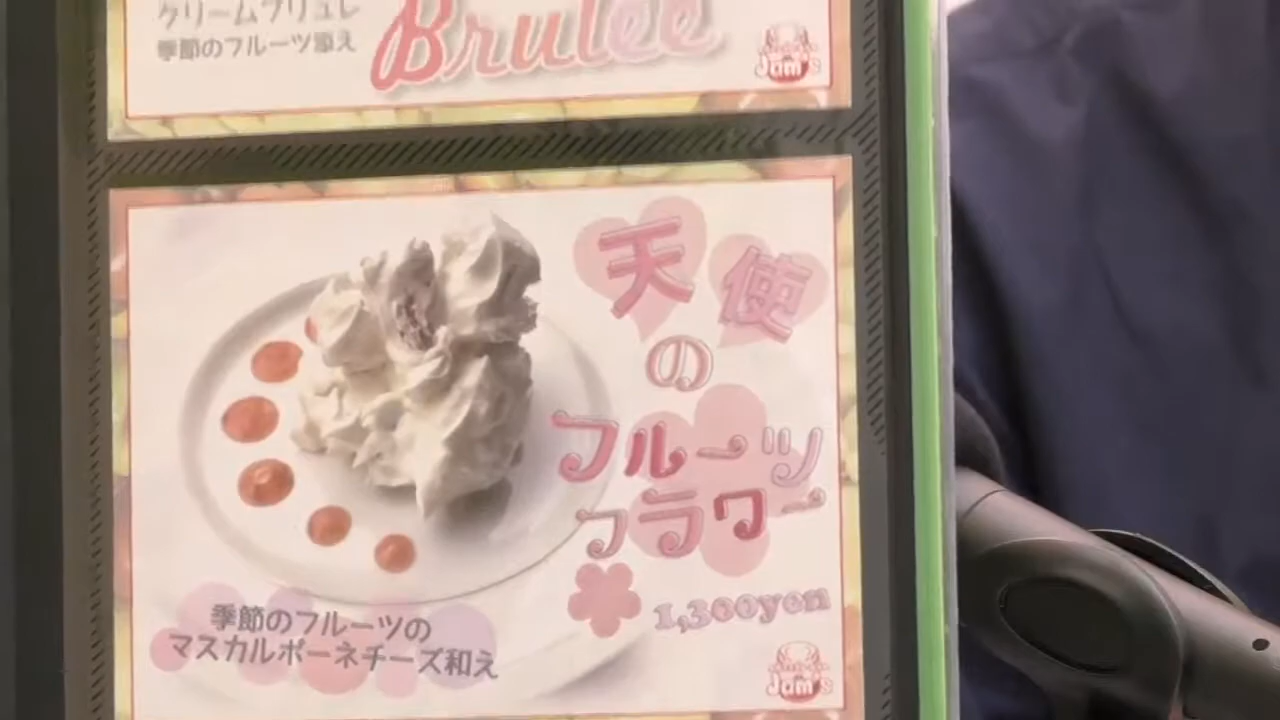 クリームブリュレ
季節のフルーツ添え
Brulee
Jam's
天使
の
フルーツ
フラワー
1,300yen
季節のフルーツの
マスカルポーネチーズ和え
Jam's